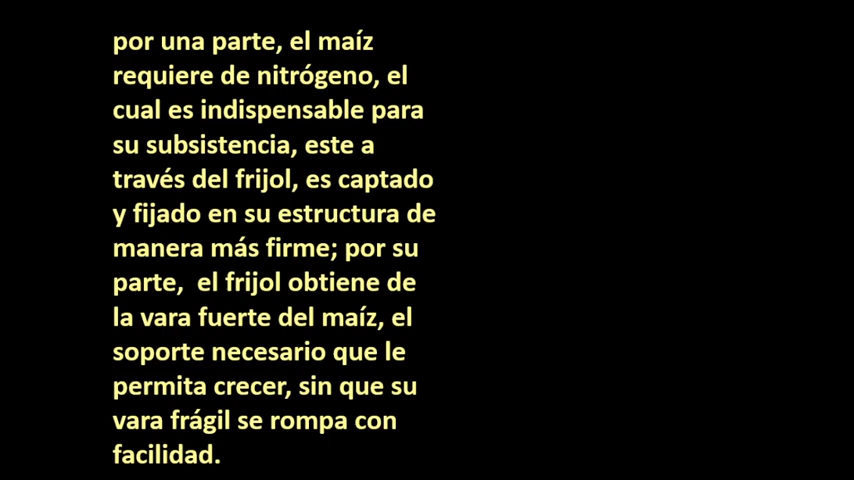 por una parte, el maíz
requiere de nitrógeno, el
cual es indispensable para
su subsistencia, este a
través del frijol, es captado
y fijado en su estructura de
manera más firme; por su
parte,  el frijol obtiene de
la vara fuerte del maíz, el
soporte necesario que le
permita crecer, sin que su
vara frágil se rompa con
facilidad.